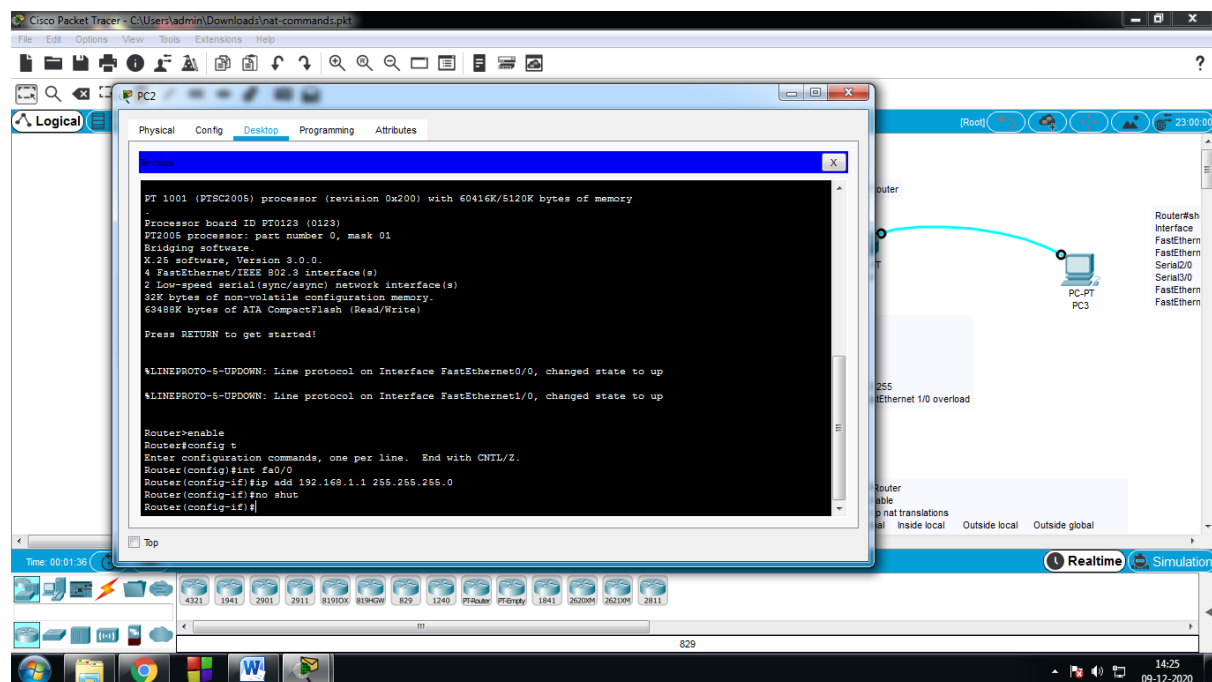 Cisco Packet Tracer - C:\Users\admin\Downloads\nat-commands.pkt
File Edit Options View Tools Extensions Help
?
PC2
Logical
[Root]
23:00:00
Physical Config Desktop Programming Attributes
Terminal
X
PT 1001 (PTSC2005) processor (revision 0x200) with 60416K/5120K bytes of memory
.
Processor board ID PT0123 (0123)
PT2005 processor: part number 0, mask 01
Bridging software.
X.25 software, Version 3.0.0.
4 FastEthernet/IEEE 802.3 interface(s)
2 Low-speed serial(sync/async) network interface(s)
32K bytes of non-volatile configuration memory.
63488K bytes of ATA CompactFlash (Read/Write)
Press RETURN to get started!
%LINEPROTO-5-UPDOWN: Line protocol on Interface FastEthernet0/0, changed state to up
%LINEPROTO-5-UPDOWN: Line protocol on Interface FastEthernet1/0, changed state to up
Router>enable
Router#config t
Enter configuration commands, one per line. End with CNTL/Z.
Router(config)#int fa0/0
Router(config-if)#ip add 192.168.1.1 255.255.255.0
Router(config-if)#no shut
Router(config-if)#
Top
outer
T
PC-PT
PC3
Router#sh
Interface
FastEthern
FastEthern
Serial2/0
Serial3/0
FastEthern
FastEthern
255
tEthernet 1/0 overload
Router
able
p nat translations
al Inside local Outside local Outside global
Time: 00:01:36
Realtime
Simulation
4321 1941 2901 2911 819IOX 819HGW 829 1240 PT-Router PT-Empty 1841 2620XM 2621XM 2811
829
14:25
09-12-2020